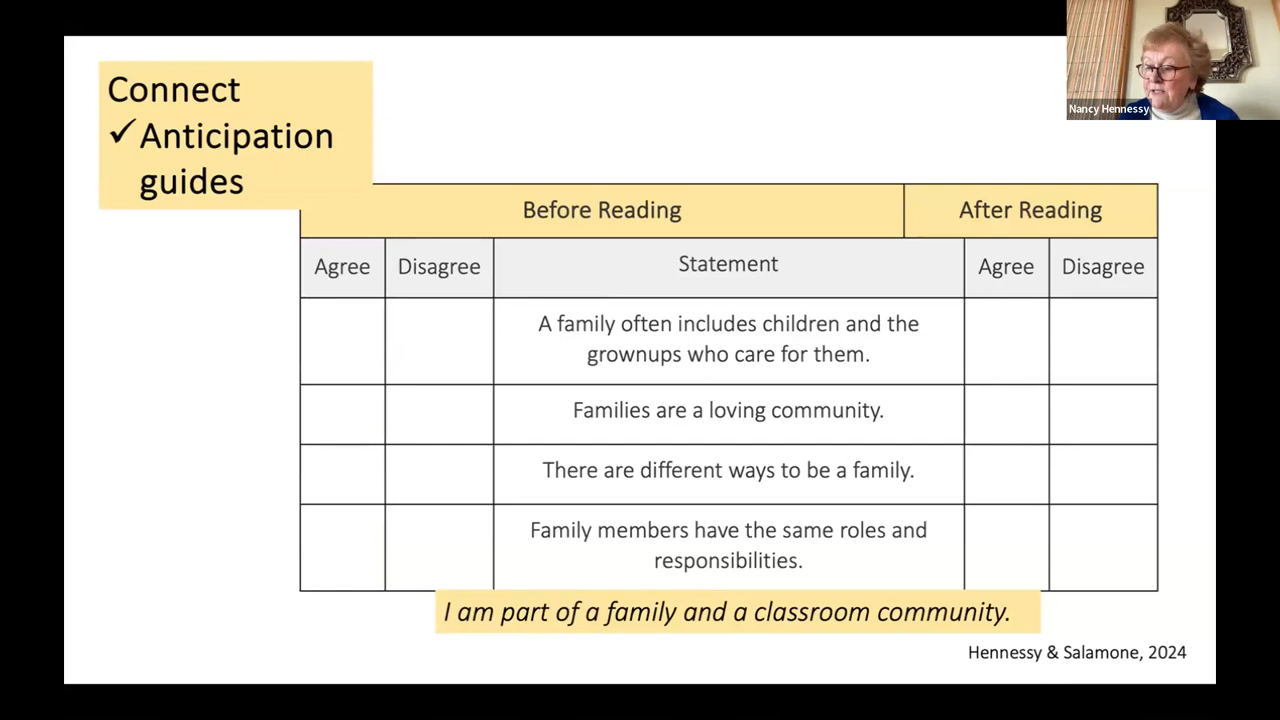 Connect
✓Anticipation
guides
Nancy Hennessy
Before Reading
After Reading
Agree
Disagree
Statement
Agree
Disagree
A family often includes children and the
grownups who care for them.
Families are a loving community.
There are different ways to be a family.
Family members have the same roles and
responsibilities.
I am part of a family and a classroom community.
Hennessy & Salamone, 2024